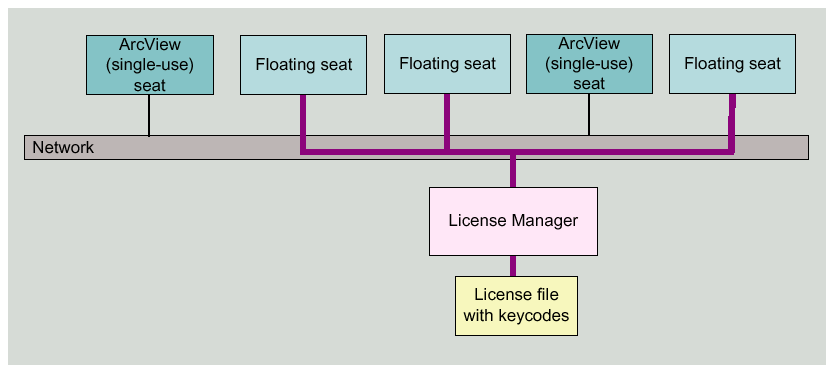 ArcView
(single-use)
seat
Floating seat
Floating seat
ArcView
(single-use)
seat
Floating seat
Network
License Manager
License file
with keycodes